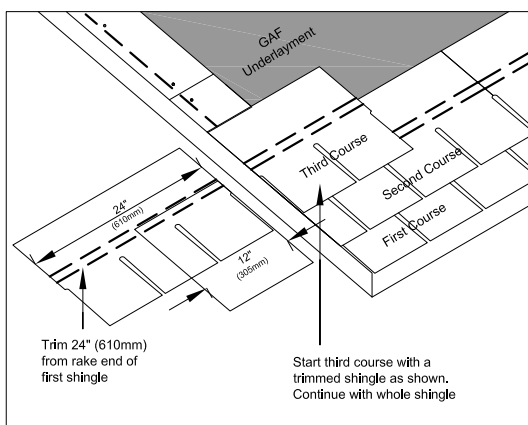 GAF
Underlayment
Third Course
Second Course
First Course
24"
(610mm)
12"
(305mm)
Trim 24" (610mm)
from rake end of
first shingle
Start third course with a
trimmed shingle as shown.
Continue with whole shingle